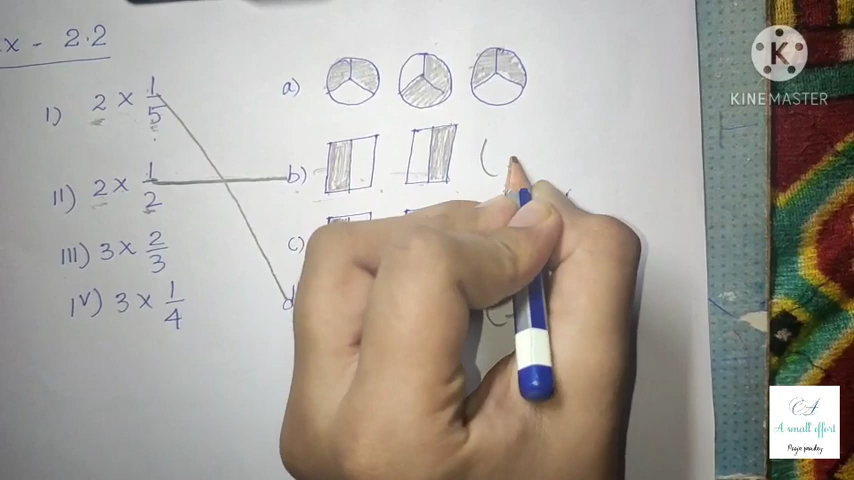 x - 2.2
I) 2 × 1/5
II) 2 × 1/2
III) 3 × 2/3
IV) 3 × 1/4
a)
b) (
c)
d
(
KINEMASTER
CA
A small effort